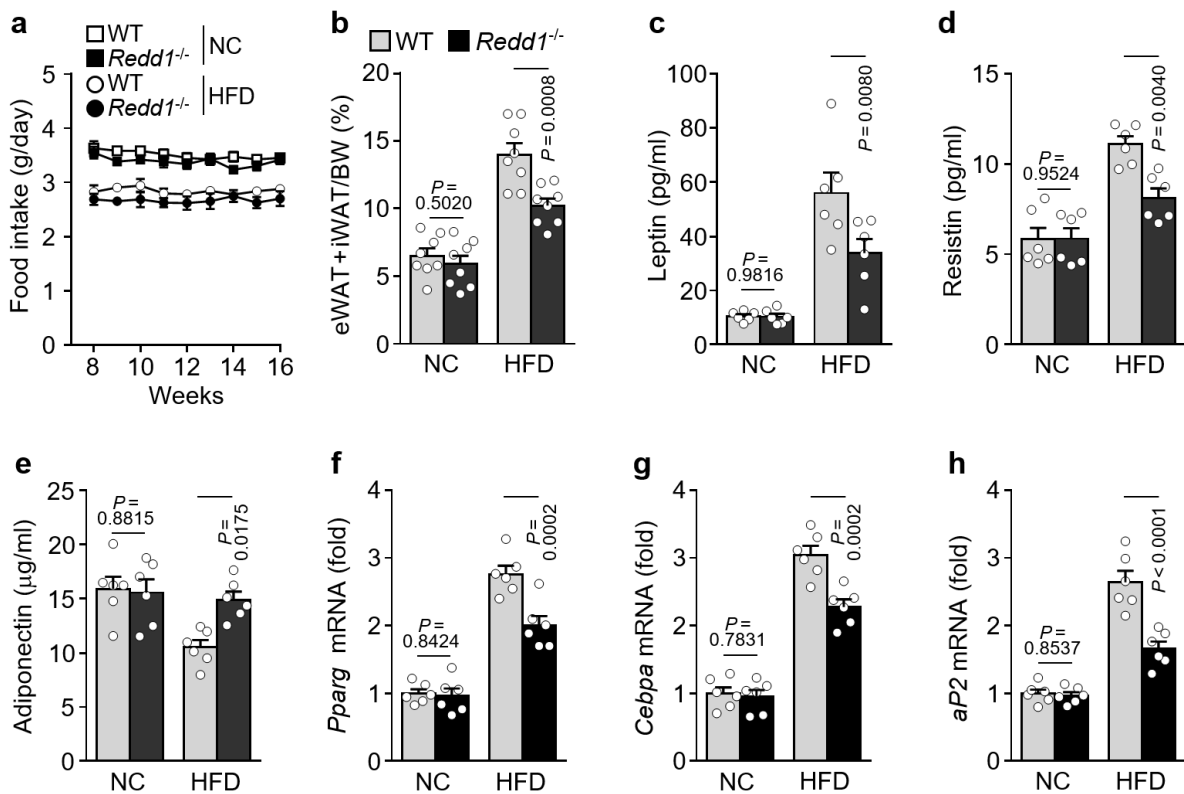 a
WT
Redd1-/-
NC
WT
Redd1-/-
HFD
Food intake (g/day)
5
4
3
2
1
0
8 10 12 14 16
Weeks
b
WT Redd1-/-
eWAT+iWAT/BW (%)
20
15
10
5
0
P =
0.5020
P = 0.0008
NC HFD
c
Leptin (pg/ml)
100
80
60
40
20
0
P =
0.9816
P = 0.0080
NC HFD
d
Resistin (pg/ml)
15
10
5
0
P =
0.9524
P = 0.0040
NC HFD
e
Adiponectin (µg/ml)
25
20
15
10
5
0
P =
0.8815
P =
0.0175
NC HFD
f
Pparg mRNA (fold)
4
3
2
1
0
P =
0.8424
P =
0.0002
NC HFD
g
Cebpa mRNA (fold)
4
3
2
1
0
P =
0.7831
P =
0.0002
NC HFD
h
aP2 mRNA (fold)
4
3
2
1
0
P =
0.8537
P < 0.0001
NC HFD